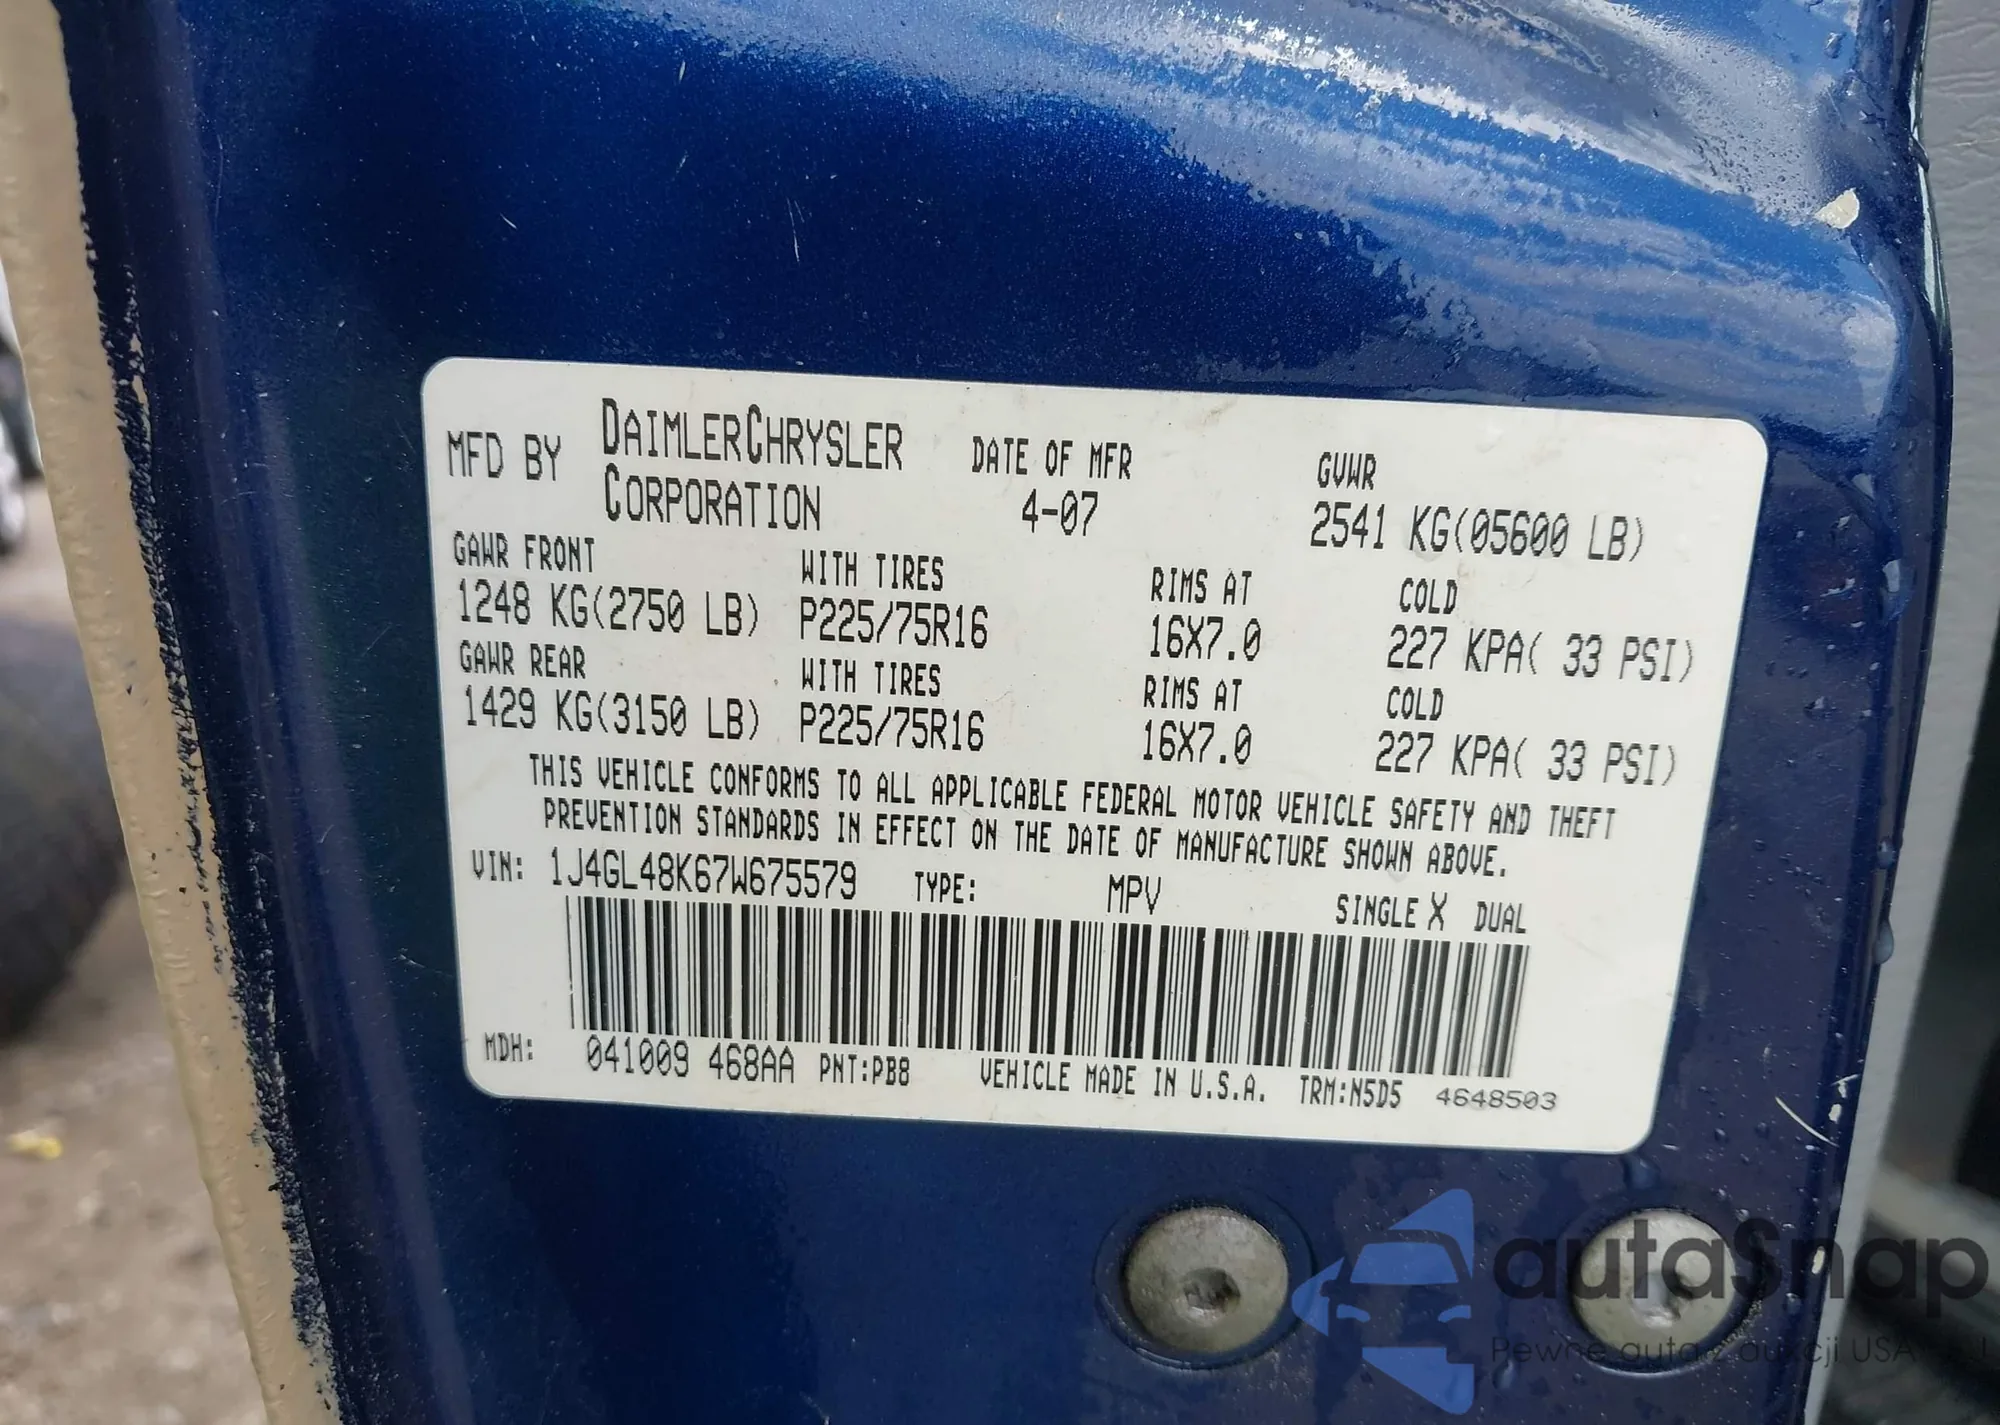 MFD BY DAIMLERCHRYSLER CORPORATION DATE OF MFR 4-07 GVWR 2541 KG(05600 LB)
GAWR FRONT WITH TIRES RIMS AT COLD
1248 KG(2750 LB) P225/75R16 16X7.0 227 KPA( 33 PSI)
GAWR REAR WITH TIRES RIMS AT COLD
1429 KG(3150 LB) P225/75R16 16X7.0 227 KPA( 33 PSI)
THIS VEHICLE CONFORMS TO ALL APPLICABLE FEDERAL MOTOR VEHICLE SAFETY AND THEFT
PREVENTION STANDARDS IN EFFECT ON THE DATE OF MANUFACTURE SHOWN ABOVE.
VIN: 1J4GL48K67W675579 TYPE: MPV SINGLE X DUAL
MDH: 041009 468AA PNT:PB8 VEHICLE MADE IN U.S.A. TRM:N5D5 4648503
autaSnap
Pewne auta z aukcji USA